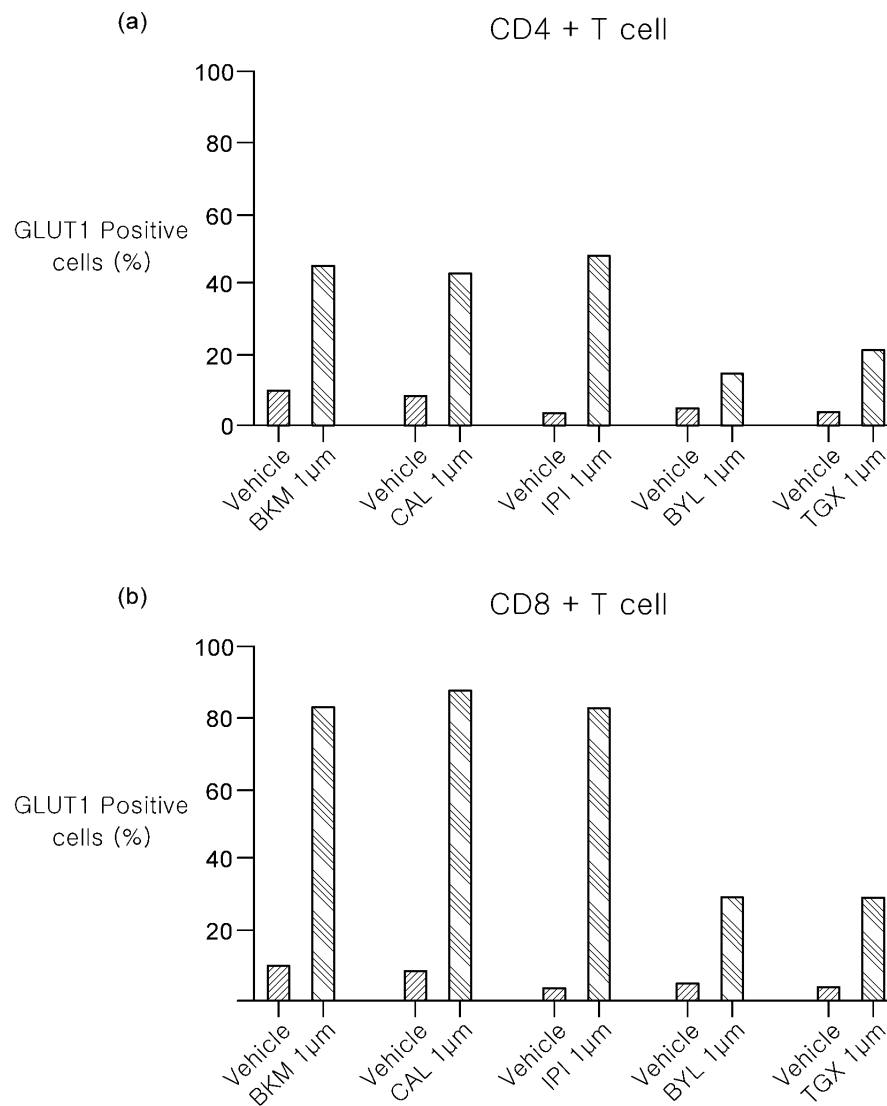 (a)
CD4 + T cell
100
80
60
40
20
0
GLUT1 Positive
cells (%)
Vehicle
BKM 1μm
Vehicle
CAL 1μm
Vehicle
IPI 1μm
Vehicle
BYL 1μm
Vehicle
TGX 1μm
(b)
CD8 + T cell
100
80
60
40
20
GLUT1 Positive
cells (%)
Vehicle
BKM 1μm
Vehicle
CAL 1μm
Vehicle
IPI 1μm
Vehicle
BYL 1μm
Vehicle
TGX 1μm